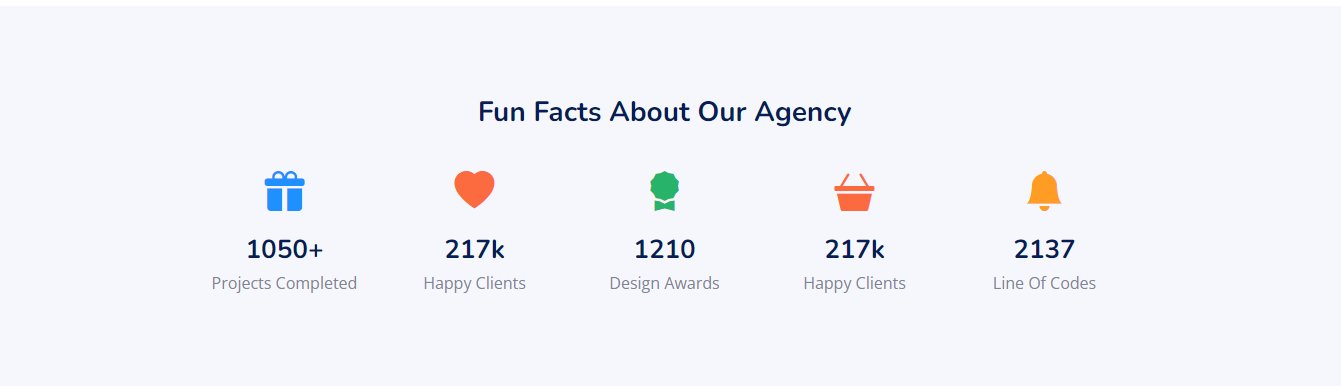 Fun Facts About Our Agency
1050+
Projects Completed
217k
Happy Clients
1210
Design Awards
217k
Happy Clients
2137
Line Of Codes